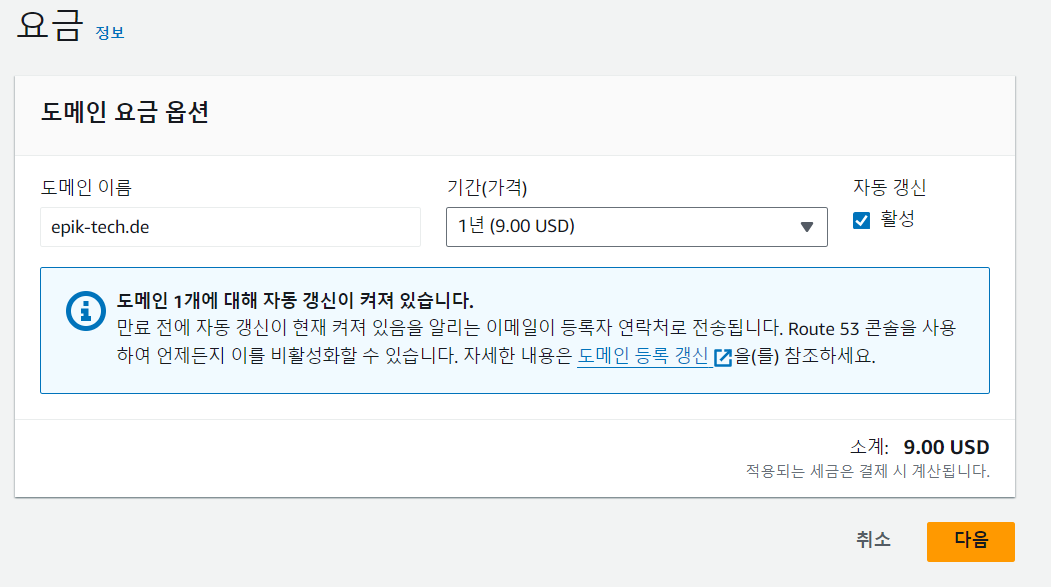 요금 정보
도메인 요금 옵션
도메인 이름
epik-tech.de
기간(가격)
1년 (9.00 USD)
자동 갱신
활성
도메인 1개에 대해 자동 갱신이 켜져 있습니다.
만료 전에 자동 갱신이 현재 켜져 있음을 알리는 이메일이 등록자 연락처로 전송됩니다. Route 53 콘솔을 사용
하여 언제든지 이를 비활성화할 수 있습니다. 자세한 내용은 도메인 등록 갱신 을(를) 참조하세요.
소계: 9.00 USD
적용되는 세금은 결제 시 계산됩니다.
취소 다음